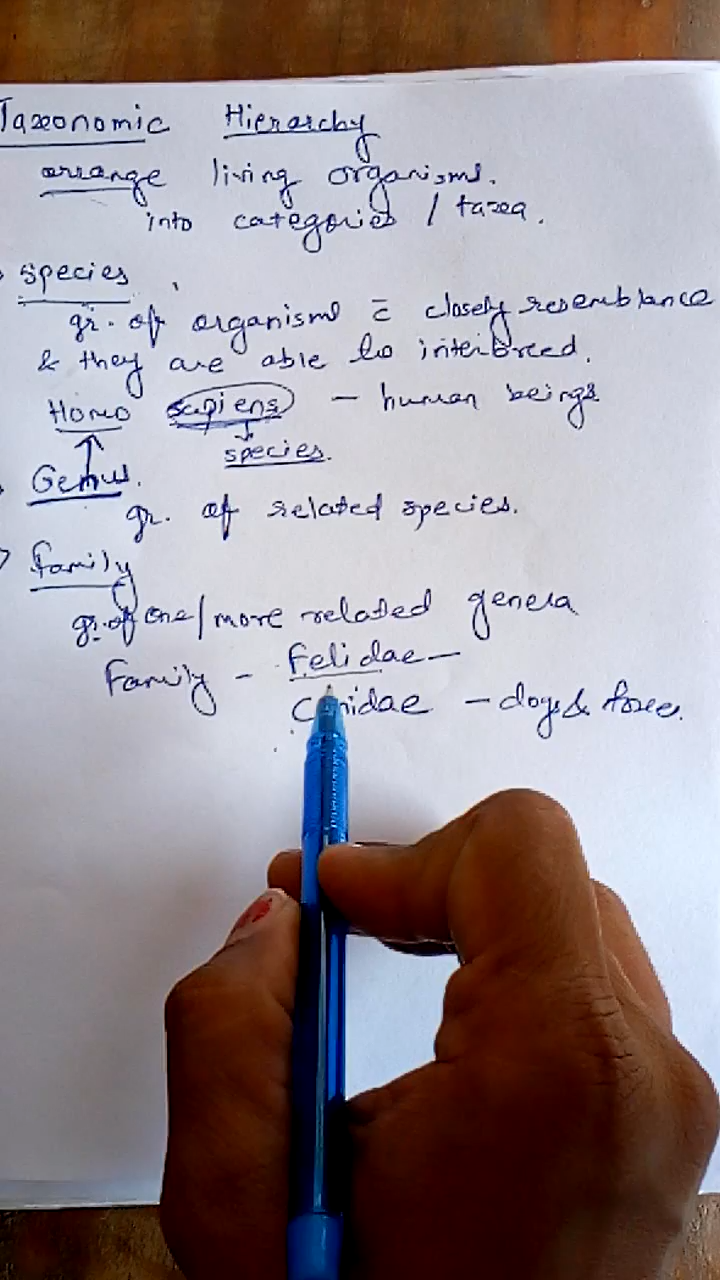 Taxonomic Hierarchy
arrange living organisms.
into categories / taxa.
species
gr. of organisms c̄ closely resemblance
& they are able to interbreed.
Homo sapiens - human beings
species.
Genus.
gr. of related species.
family
gr. of one/more related genera
Family - Felidae -
Canidae - dogs & foxes.